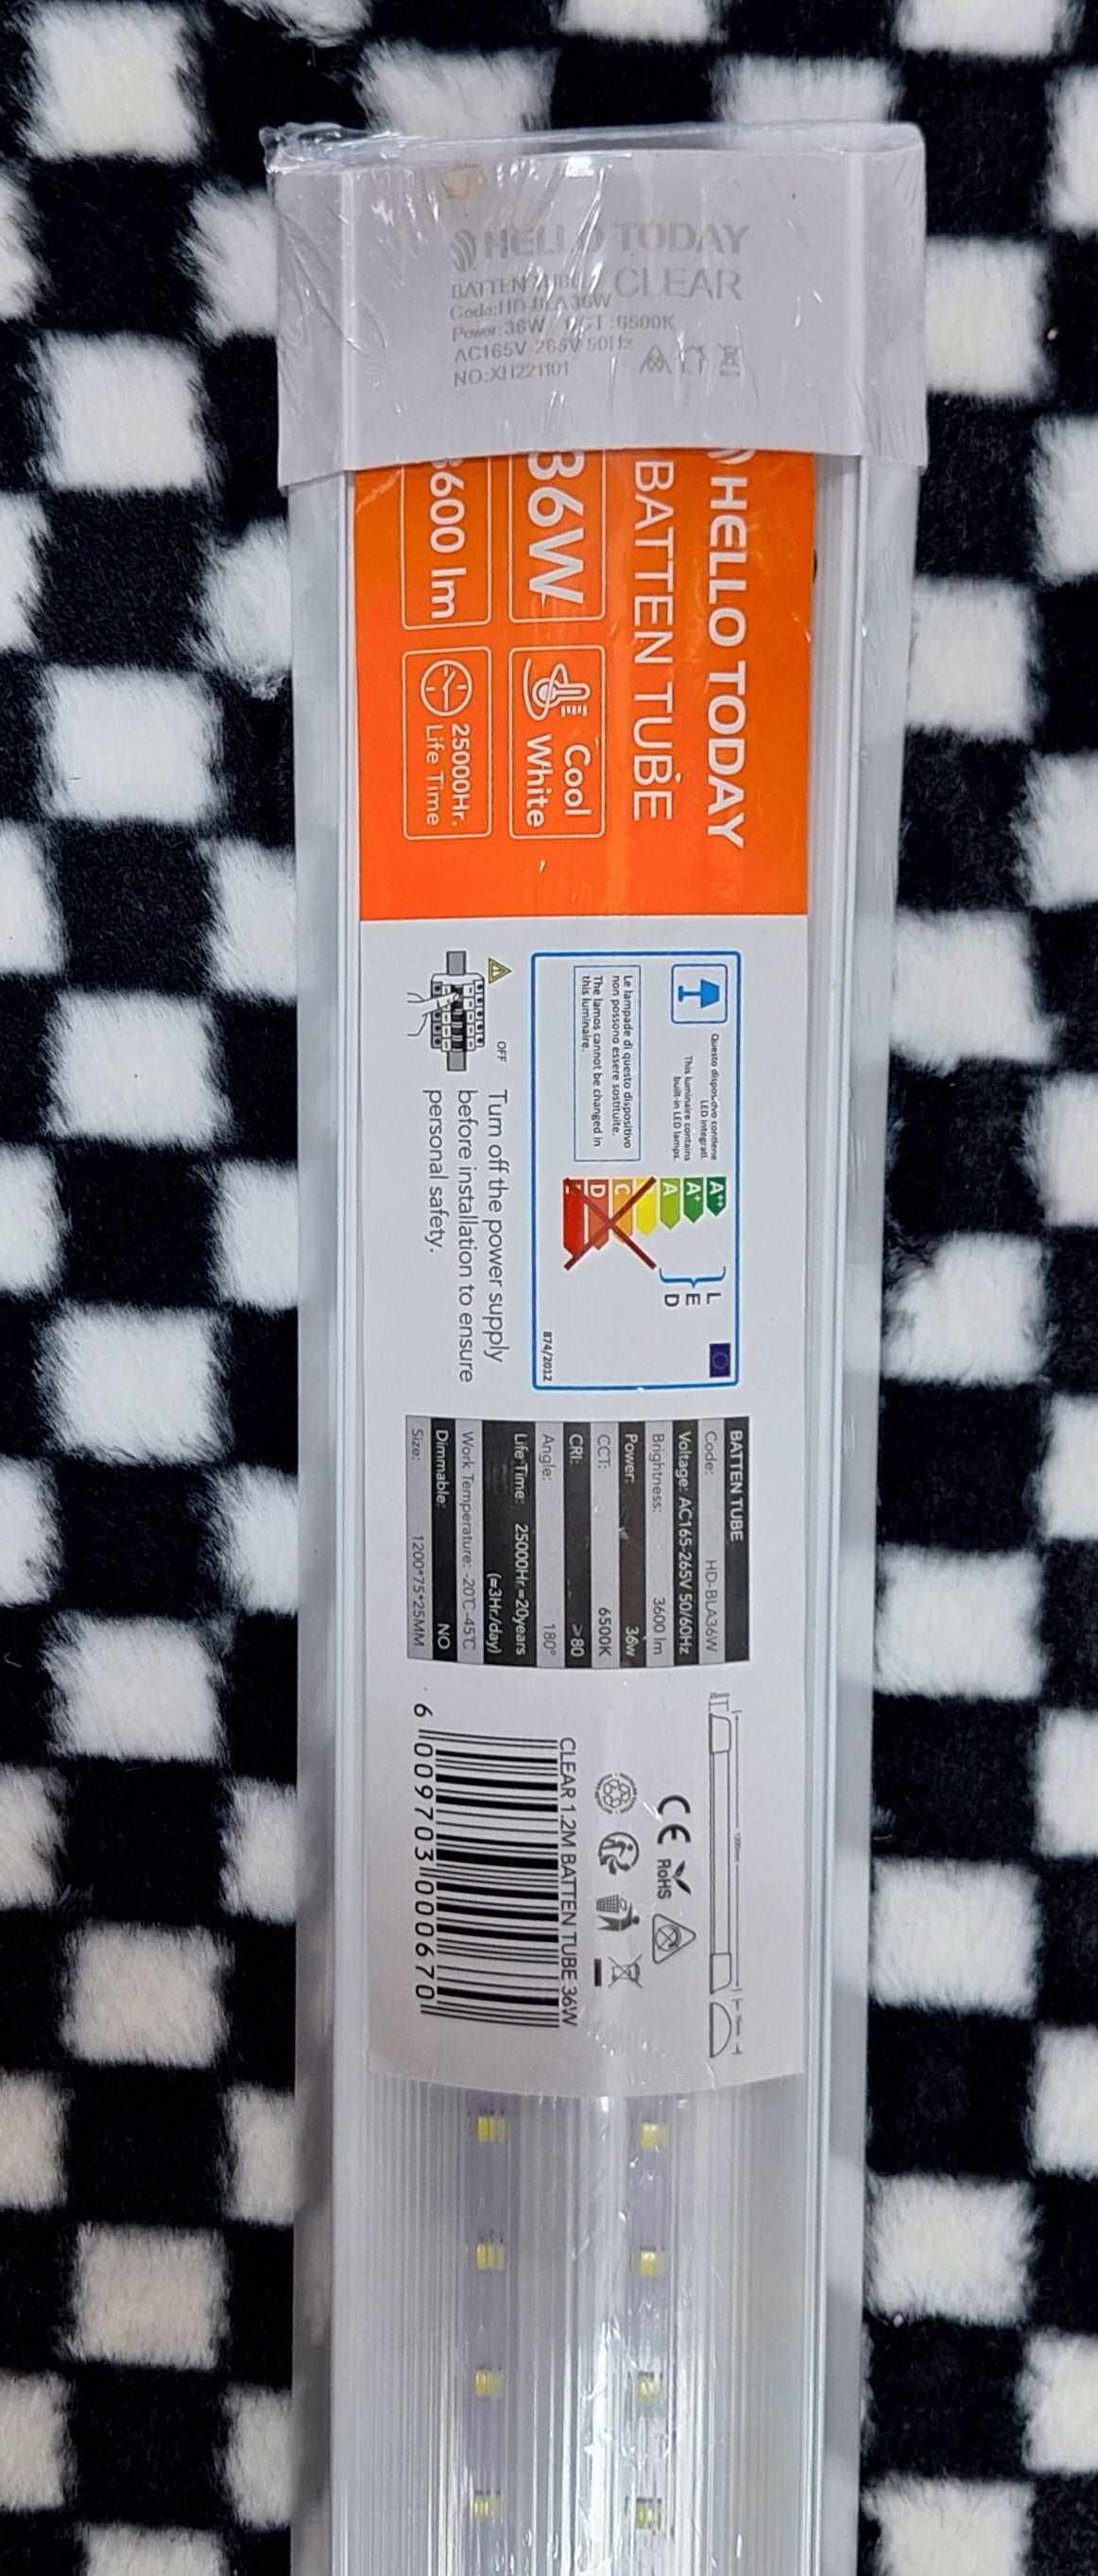 HELLO TODAY
BATTEN TUBE CLEAR
Code:HD-BLA36W
Power:36W CCT:6500K
AC165V-265V 50Hz
NO:XH221101
HELLO TODAY
BATTEN TUBE
36W
Cool
White
3600 lm
25000Hr.
Life Time
Questo dispositivo contiene
LED integrati.
This luminaire contains
built-in LED lamps.
Le lampade di questo dispositivo
non possono essere sostituite.
The lamos cannot be changed in
this luminaire.
A++
A+
A
C
D
L
E
D
874/2012
OFF
Turn off the power supply
before installation to ensure
personal safety.
BATTEN TUBE
Code: HD-BLA36W
Voltage: AC165-265V 50/60Hz
Brightness: 3600 lm
Power: 36w
CCT: 6500K
CRI: >80
Angle: 180°
Life Time: 25000Hr.=20years
(=3Hr/day)
Work Temperature: -20℃-45℃
Dimmable: NO
Size: 1200*75*25MM
CE RoHS
CLEAR 1.2M BATTEN TUBE 36W
6 009703 000670